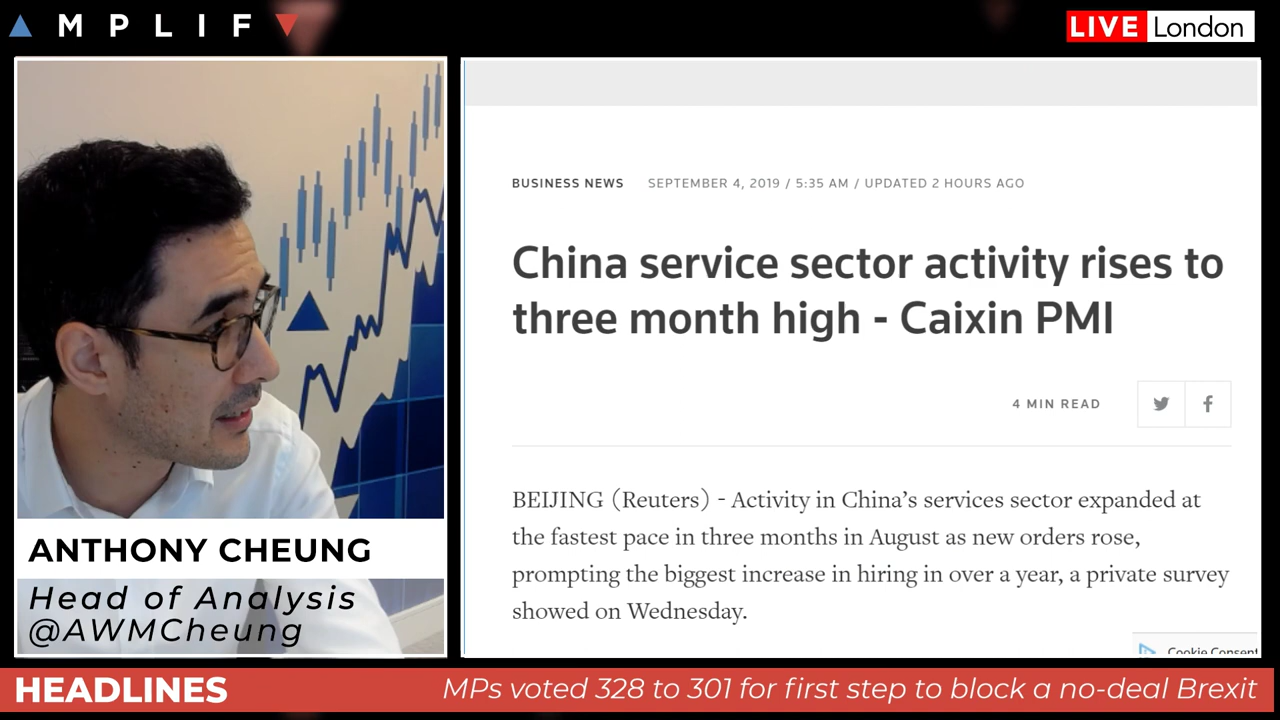 AMPLIFY
LIVE London
BUSINESS NEWS SEPTEMBER 4, 2019 / 5:35 AM / UPDATED 2 HOURS AGO
China service sector activity rises to
three month high - Caixin PMI
4 MIN READ
BEIJING (Reuters) - Activity in China’s services sector expanded at
the fastest pace in three months in August as new orders rose,
prompting the biggest increase in hiring in over a year, a private survey
showed on Wednesday.
Cookie Consent
ANTHONY CHEUNG
Head of Analysis
@AWMCheung
HEADLINES MPs voted 328 to 301 for first step to block a no-deal Brexit